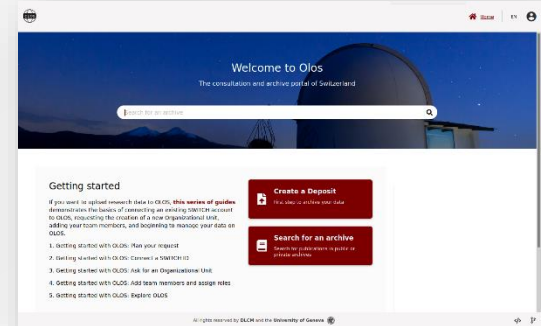 Home
EN
Welcome to Olos
The consultation and archive portal of Switzerland
Search for an archive
Getting started
If you want to upload research data to OLOS, this series of guides
demonstrates the basics of connecting an existing SWITCH account
to OLOS, requesting the creation of a new Organizational Unit,
adding your team members, and beginning to manage your data on
OLOS.
1. Getting started with OLOS: Plan your request
2. Getting started with OLOS: Connect a SWITCH ID
3. Getting started with OLOS: Ask for an Organizational Unit
4. Getting started with OLOS: Add team members and assign roles
5. Getting started with OLOS: Explore OLOS
Create a Deposit
First step to archive your data
Search for an archive
Search for publications in public or
private archives
All rights reserved by DLCM and the University of Geneva